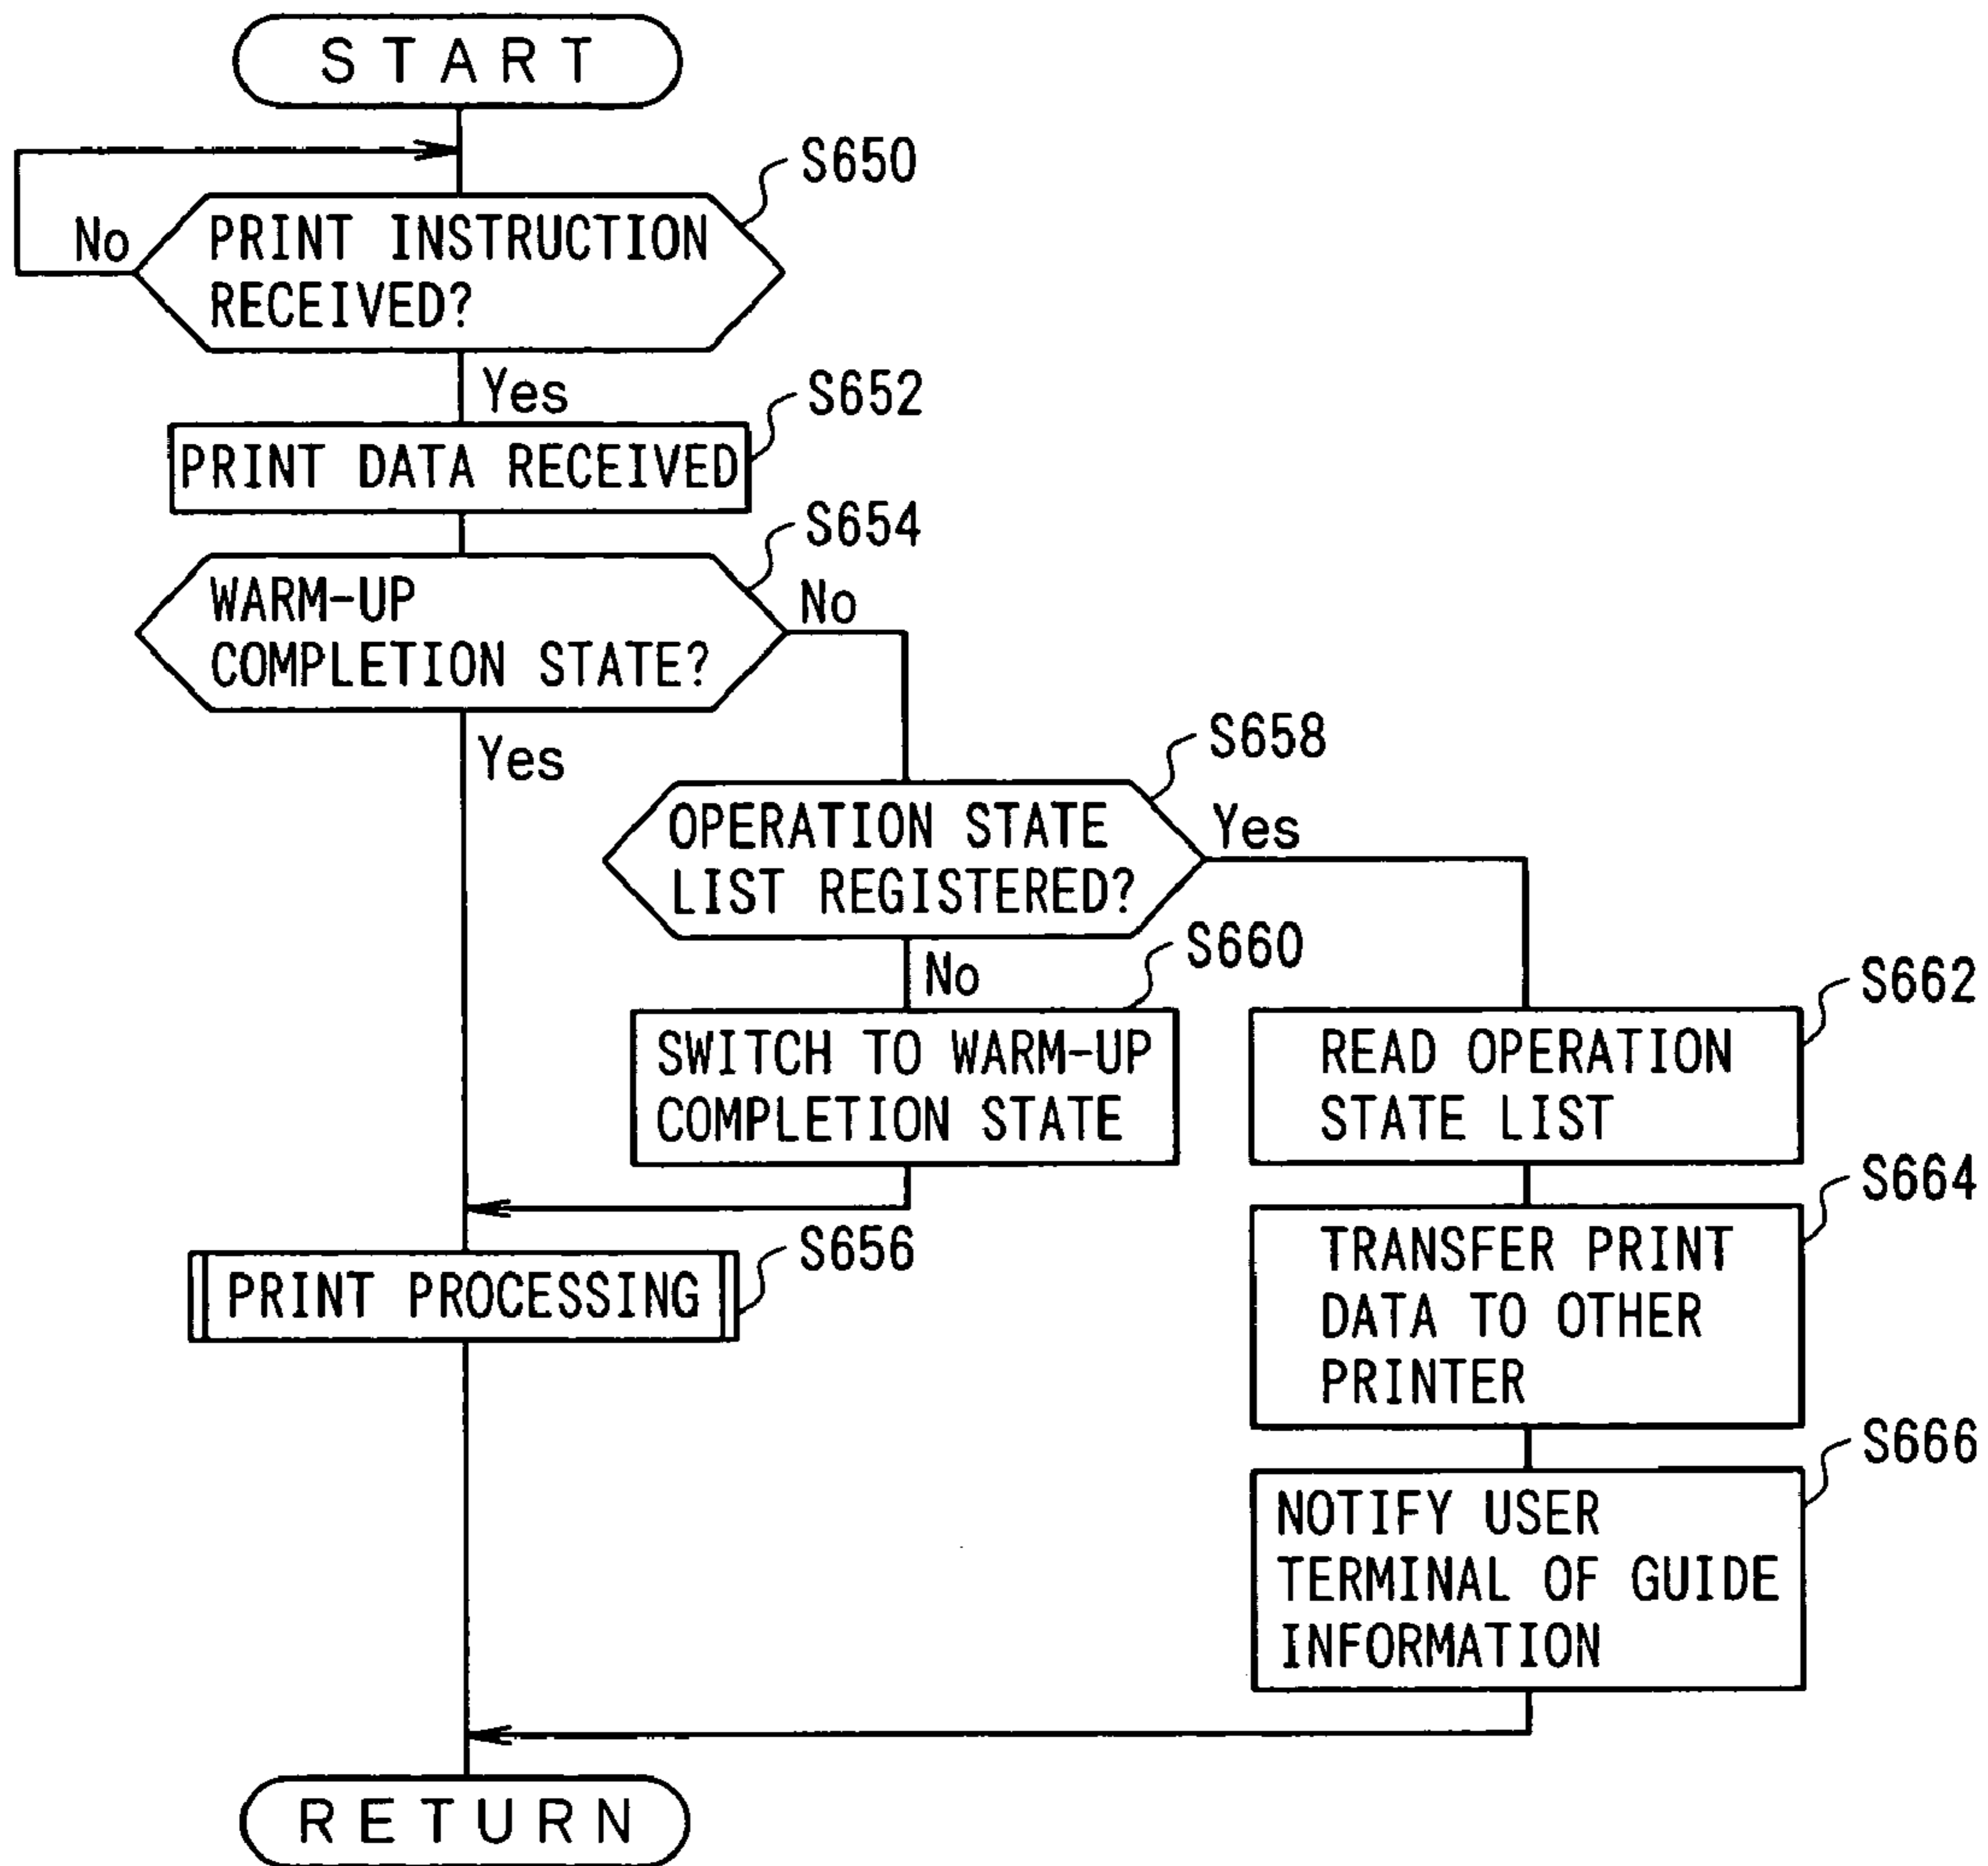 START
S650
No
PRINT INSTRUCTION
RECEIVED?
Yes
S652
PRINT DATA RECEIVED
S654
WARM-UP
COMPLETION STATE?
No
Yes
S658
OPERATION STATE
LIST REGISTERED?
Yes
No
S660
SWITCH TO WARM-UP
COMPLETION STATE
S662
READ OPERATION
STATE LIST
S664
TRANSFER PRINT
DATA TO OTHER
PRINTER
S656
PRINT PROCESSING
S666
NOTIFY USER
TERMINAL OF GUIDE
INFORMATION
RETURN